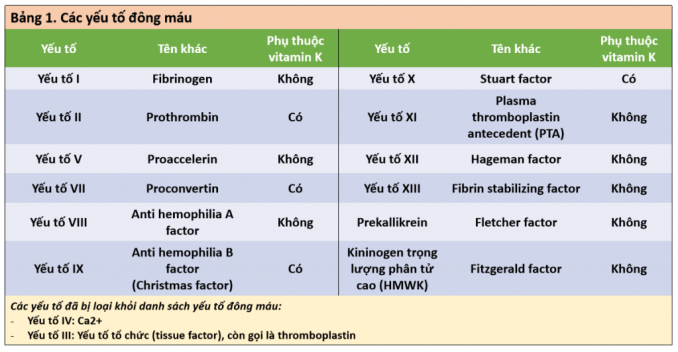 Bảng 1. Các yếu tố đông máu
Yếu tố Tên khác Phụ thuộc vitamin K Yếu tố Tên khác Phụ thuộc vitamin K
Yếu tố I Fibrinogen Không Yếu tố X Stuart factor Có
Yếu tố II Prothrombin Có Yếu tố XI Plasma thromboplastin antecedent (PTA) Không
Yếu tố V Proaccelerin Không Yếu tố XII Hageman factor Không
Yếu tố VII Proconvertin Có Yếu tố XIII Fibrin stabilizing factor Không
Yếu tố VIII Anti hemophilia A factor Không Prekallikrein Fletcher factor Không
Yếu tố IX Anti hemophilia B factor (Christmas factor) Có Kininogen trọng lượng phân tử cao (HMWK) Fitzgerald factor Không
Các yếu tố đã bị loại khỏi danh sách yếu tố đông máu:
- Yếu tố IV: Ca2+
- Yếu tố III: Yếu tố tổ chức (tissue factor), còn gọi là thromboplastin